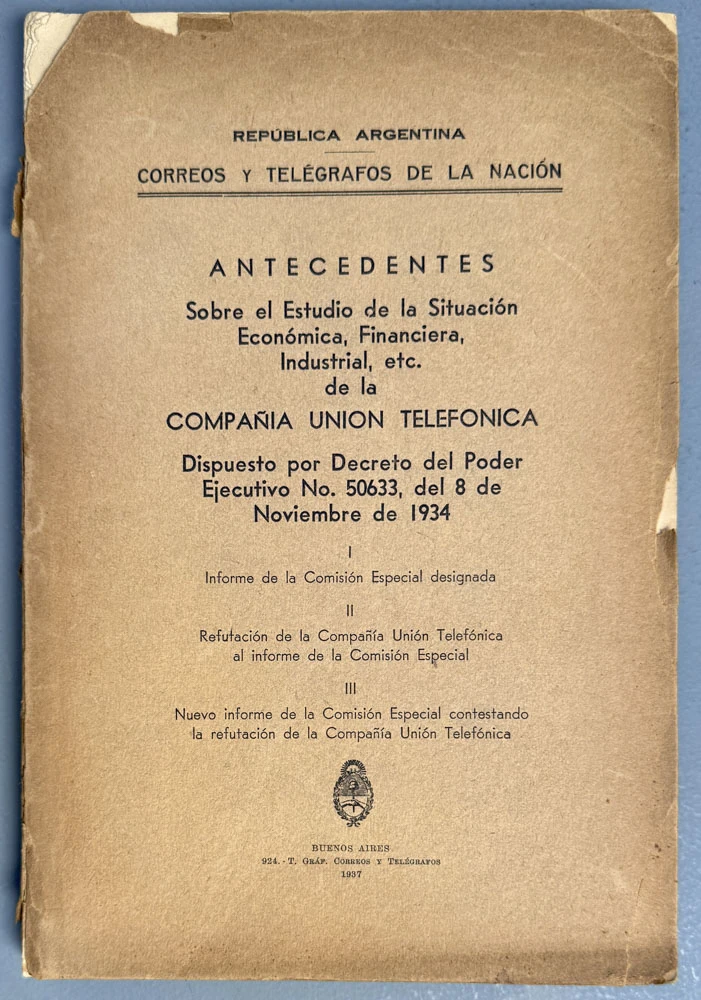 REPÚBLICA ARGENTINA
CORREOS Y TELÉGRAFOS DE LA NACIÓN
ANTECEDENTES
Sobre el Estudio de la Situación
Económica, Financiera,
Industrial, etc.
de la
COMPAÑIA UNION TELEFONICA
Dispuesto por Decreto del Poder
Ejecutivo No. 50633, del 8 de
Noviembre de 1934
I
Informe de la Comisión Especial designada
II
Refutación de la Compañía Unión Telefónica
al informe de la Comisión Especial
III
Nuevo informe de la Comisión Especial contestando
la refutación de la Compañía Unión Telefónica
BUENOS AIRES
924. - T. GRÁF. CORREOS Y TELÉGRAFOS
1937